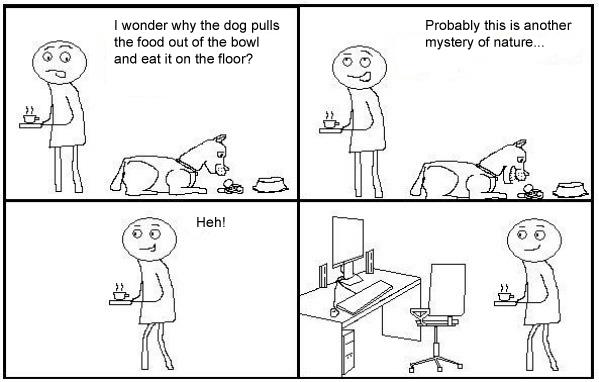 I wonder why the dog pulls
the food out of the bowl
and eat it on the floor?
Probably this is another
mystery of nature...
Heh!